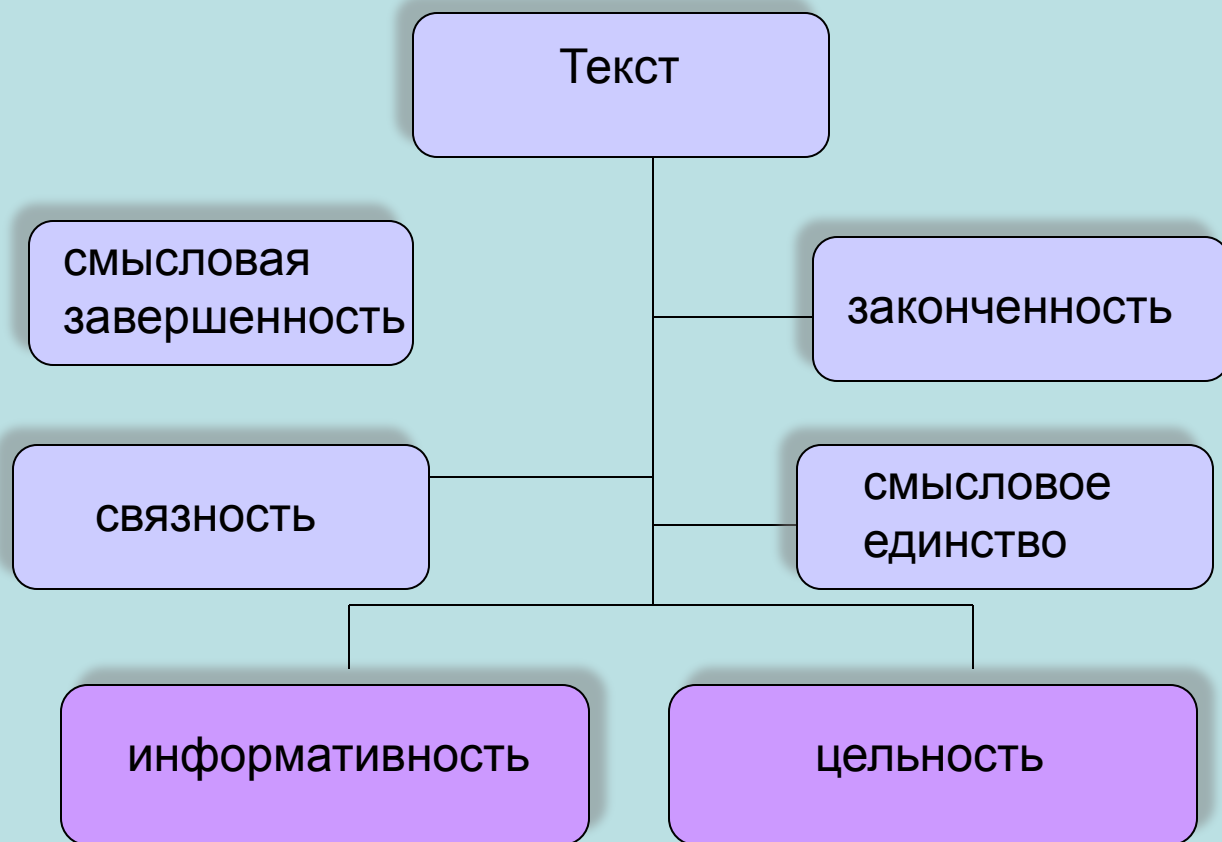 Текст
смысловая
завершенность
законченность
связность
смысловое
единство
информативность
цельность